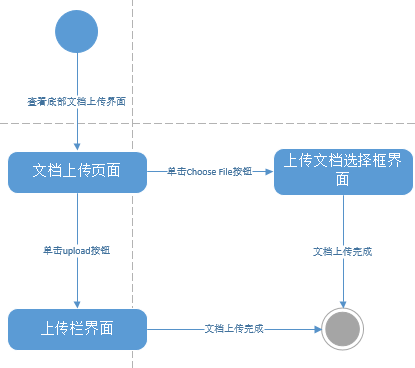 查看底部文档上传界面
文档上传页面
单击Choose File按钮
上传文档选择框界
面
单击upload按钮
文档上传完成
上传栏界面
文档上传完成